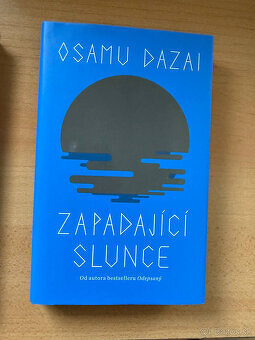 OSAMU DAZAI
ZAPADAJÍCÍ
SLUNCE
Od autora bestselleru Odepsaný